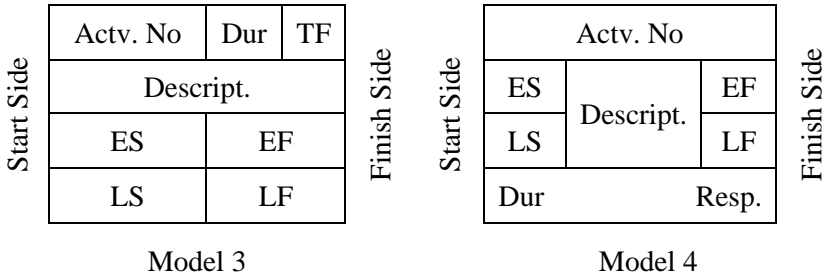 Start Side
Actv. No Dur TF
Descript.
ES EF
LS LF
Finish Side
Model 3
Start Side
Actv. No
ES Descript. EF
LS LF
Dur Resp.
Finish Side
Model 4